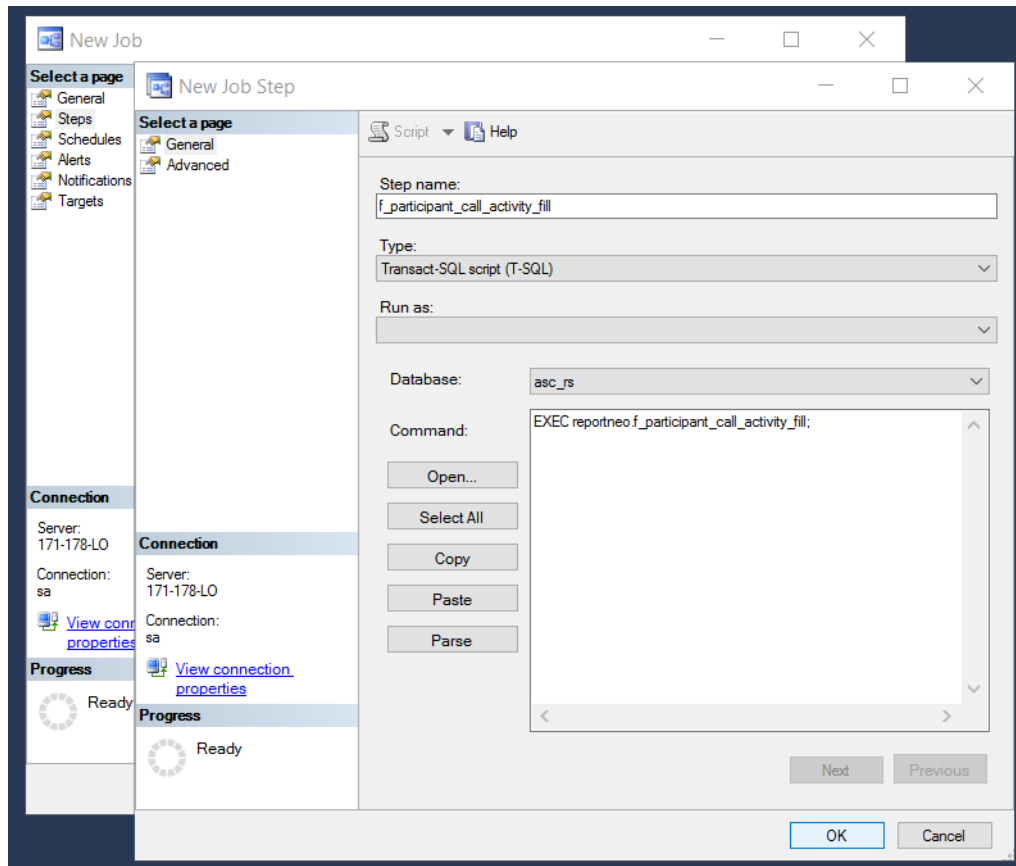 New Job
Select a page
General
Steps
Schedules
Alerts
Notifications
Targets
Connection
Server:
171-178-LO
Connection:
sa
View conr
properties
Progress
Ready
New Job Step
Select a page
General
Advanced
Connection
Server:
171-178-LO
Connection:
sa
View connection
properties
Progress
Ready
Script Help
Step name:
f_participant_call_activity_fill
Type:
Transact-SQL script (T-SQL)
Run as:
Database: asc_rs
Command: EXEC reportneo.f_participant_call_activity_fill;
Open...
Select All
Copy
Paste
Parse
Next Previous
OK Cancel